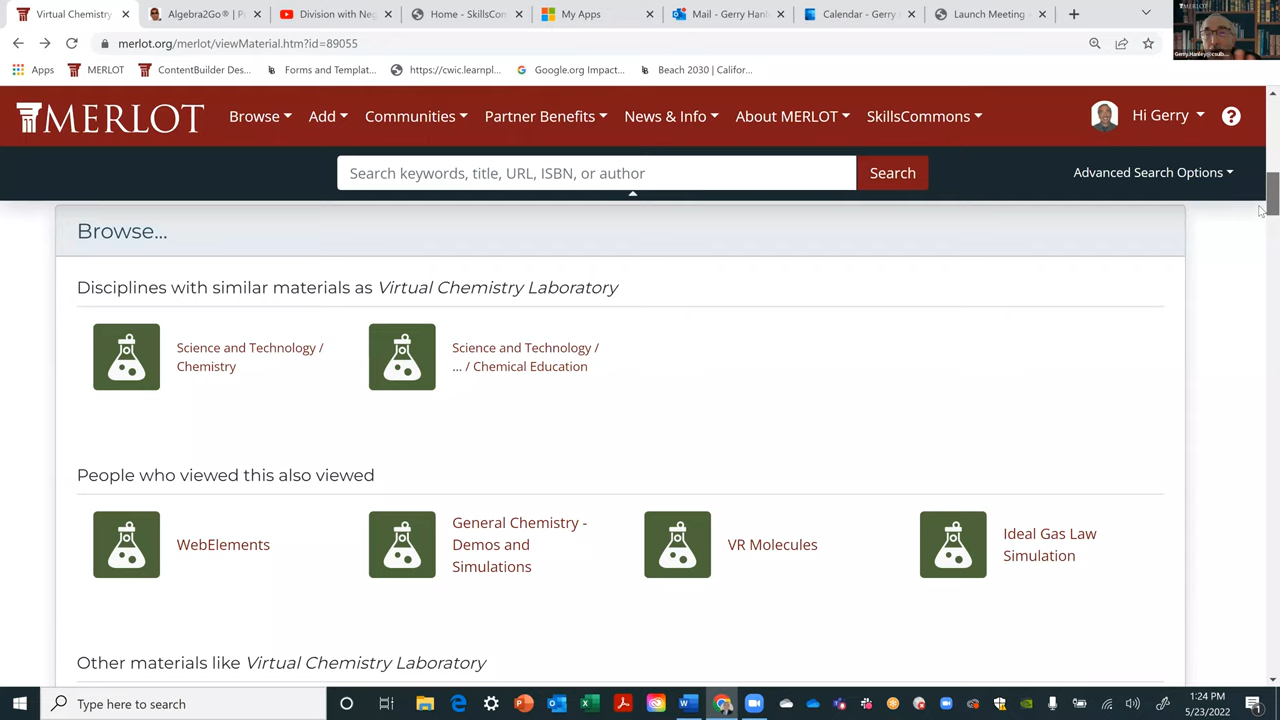 Virtual Chemistry
Algebra2Go® | P
Division with Neg
Home - SkillsCom
My Apps
Mail - Gerry Hanl
Calendar - Gerry
Launch Meeting -
merlot.org/merlot/viewMaterial.htm?id=89055
Apps
MERLOT
ContentBuilder Des...
Forms and Templat...
https://cwic.learnpl...
Google.org Impact...
Beach 2030 | Califor...
MERLOT
Gerry.Hanley@csulb....
MERLOT
Browse
Add
Communities
Partner Benefits
News & Info
About MERLOT
SkillsCommons
Hi Gerry
?
Search keywords, title, URL, ISBN, or author
Search
Advanced Search Options
Browse...
Disciplines with similar materials as Virtual Chemistry Laboratory
Science and Technology /
Chemistry
Science and Technology /
... / Chemical Education
People who viewed this also viewed
WebElements
General Chemistry -
Demos and
Simulations
VR Molecules
Ideal Gas Law
Simulation
Other materials like Virtual Chemistry Laboratory
Type here to search
1:24 PM
5/23/2022
1